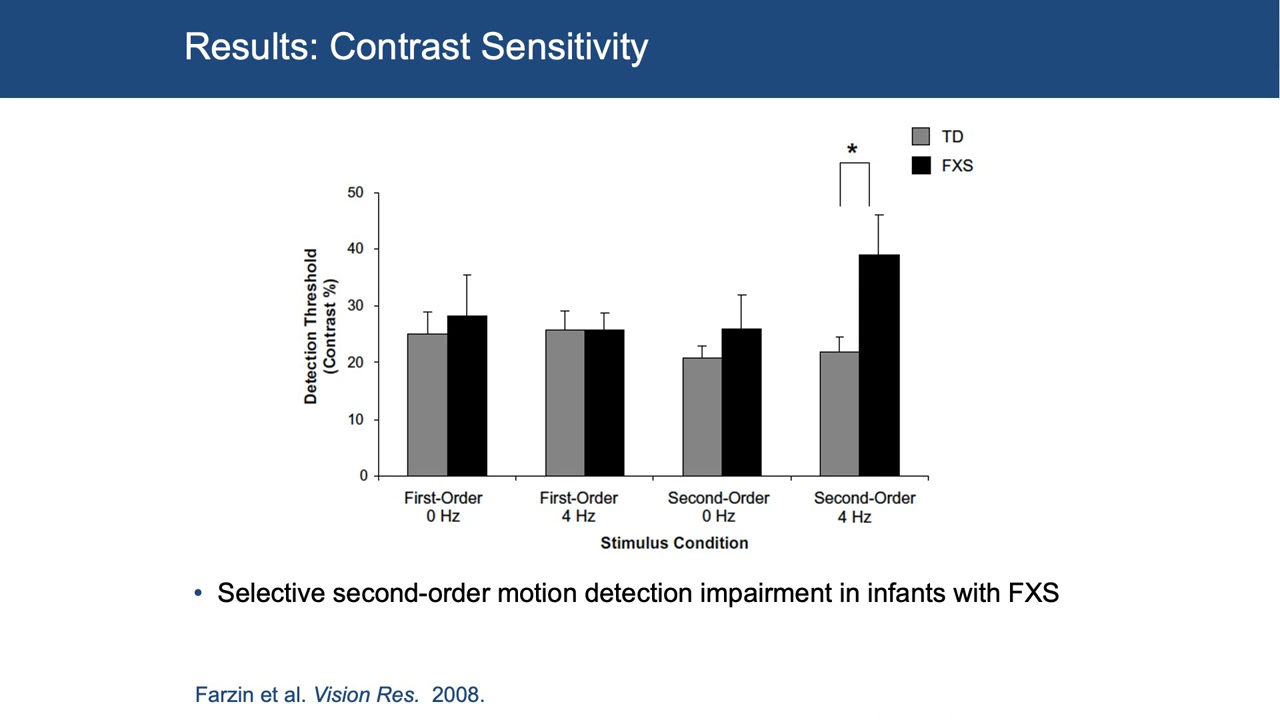 Results: Contrast Sensitivity
*
TD
FXS
50
40
30
20
10
0
Detection Threshold
(Contrast %)
First-Order
0 Hz
First-Order
4 Hz
Second-Order
0 Hz
Second-Order
4 Hz
Stimulus Condition
• Selective second-order motion detection impairment in infants with FXS
Farzin et al. Vision Res. 2008.